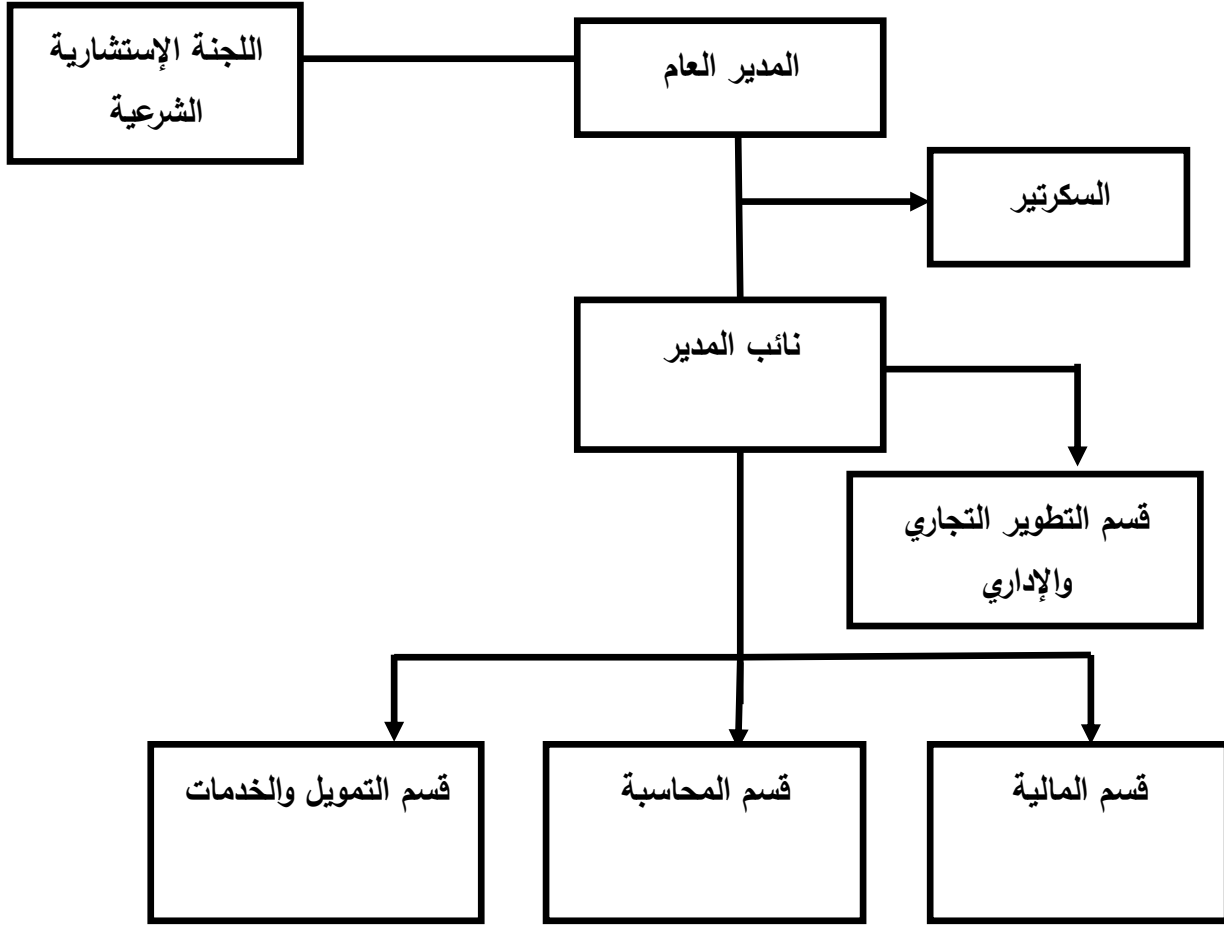 المدير العام
اللجنة الإستشارية
الشرعية
السكرتير
نائب المدير
قسم التطوير التجاري
والإداري
قسم المالية
قسم المحاسبة
قسم التمويل والخدمات